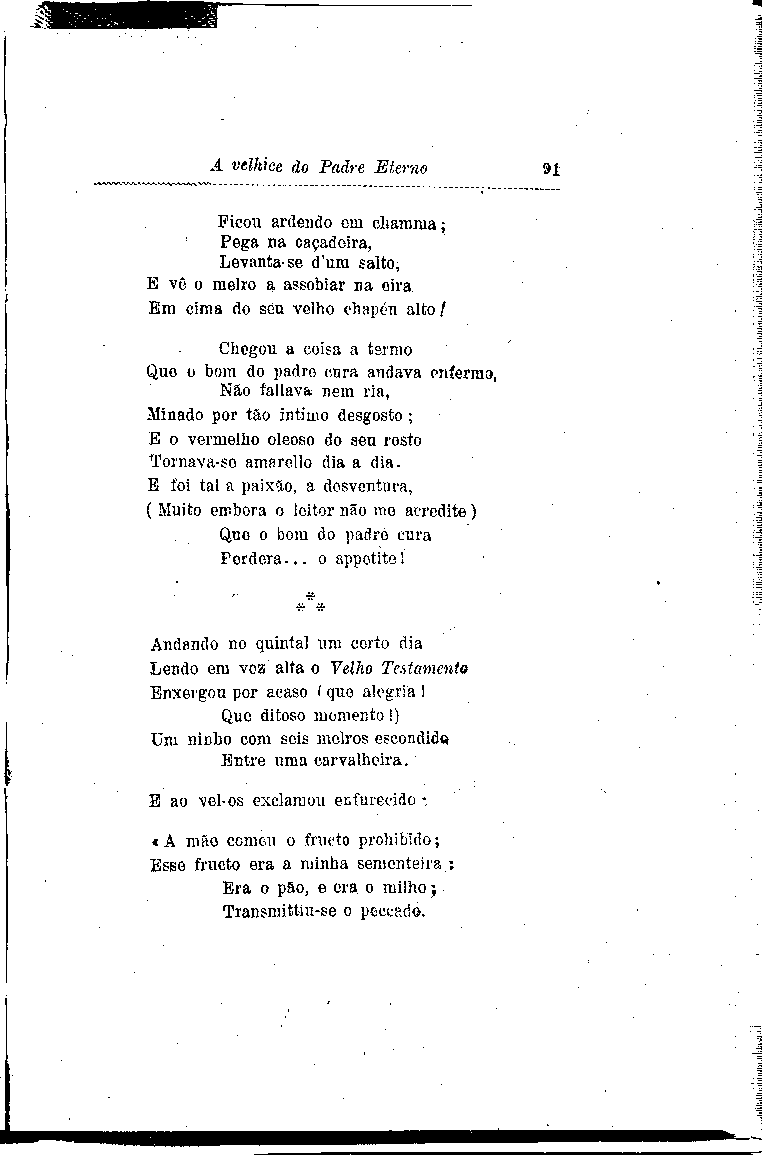 A velhice do Padre Eterno 91
Ficou ardendo em chamma;
Pega na caçadeira,
Levanta-se d'um salto,
E vê o melro a assobiar na eira
Em cima do seu velho chapéu alto!
Chegou a coisa a termo
Que o bom do padre cura andava enfermo,
Não fallava nem ria,
Minado por tão intimo desgosto;
E o vermelho oleoso do seu rosto
Tornava-se amarello dia a dia.
E foi tal a paixão, a desventura,
(Muito embora o leitor não me acredite)
Que o bom do padre cura
Perdera... o appetite!
***
Andando no quintal um certo dia
Lendo em voz alta o Velho Testamento
Enxergou por acaso (que alegria!
Que ditoso momento!)
Um ninho com seis melros escondido
Entre uma carvalheira.
E ao vel-os exclamou enfurecido:
«A mãe comeu o fructo prohibido;
Esse fructo era a minha sementeira:
Era o pão, e era o milho;
Transmittiu-se o peccado.